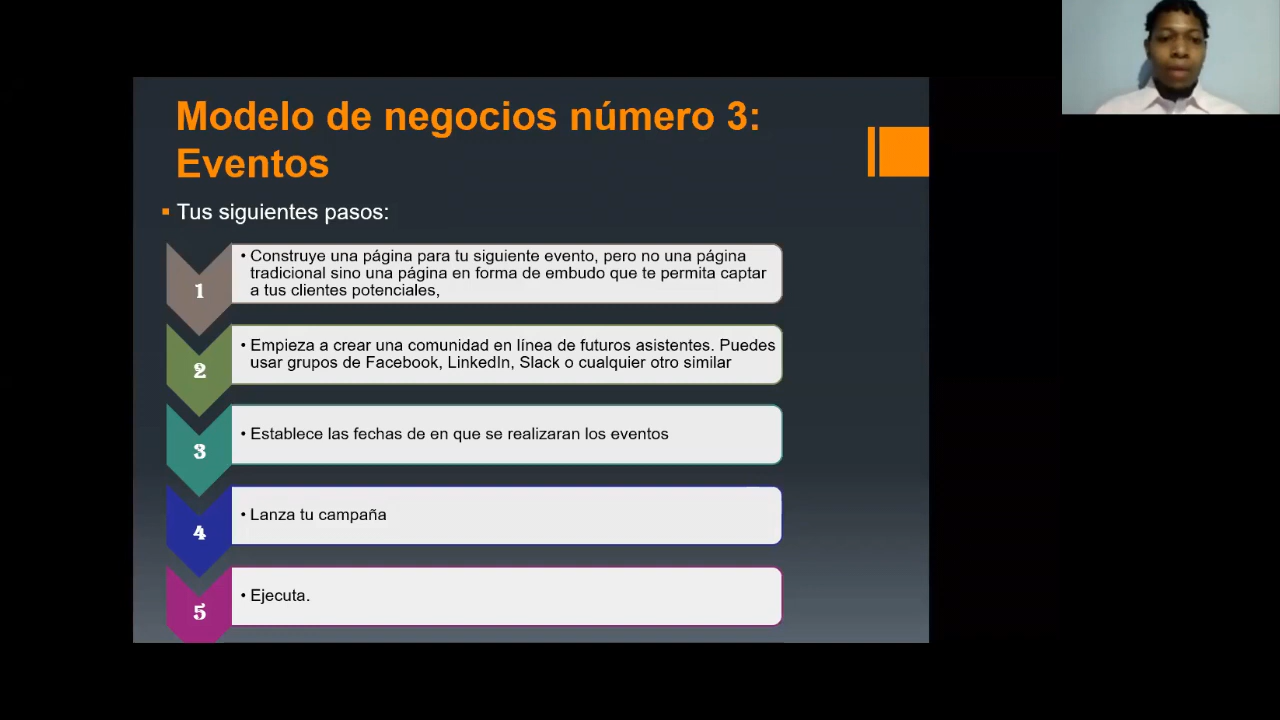 Modelo de negocios número 3:
Eventos
Tus siguientes pasos:
1
• Construye una página para tu siguiente evento, pero no una página
tradicional sino una página en forma de embudo que te permita captar
a tus clientes potenciales,
2
• Empieza a crear una comunidad en línea de futuros asistentes. Puedes
usar grupos de Facebook, LinkedIn, Slack o cualquier otro similar
3
• Establece las fechas de en que se realizaran los eventos
4
• Lanza tu campaña
5
• Ejecuta.